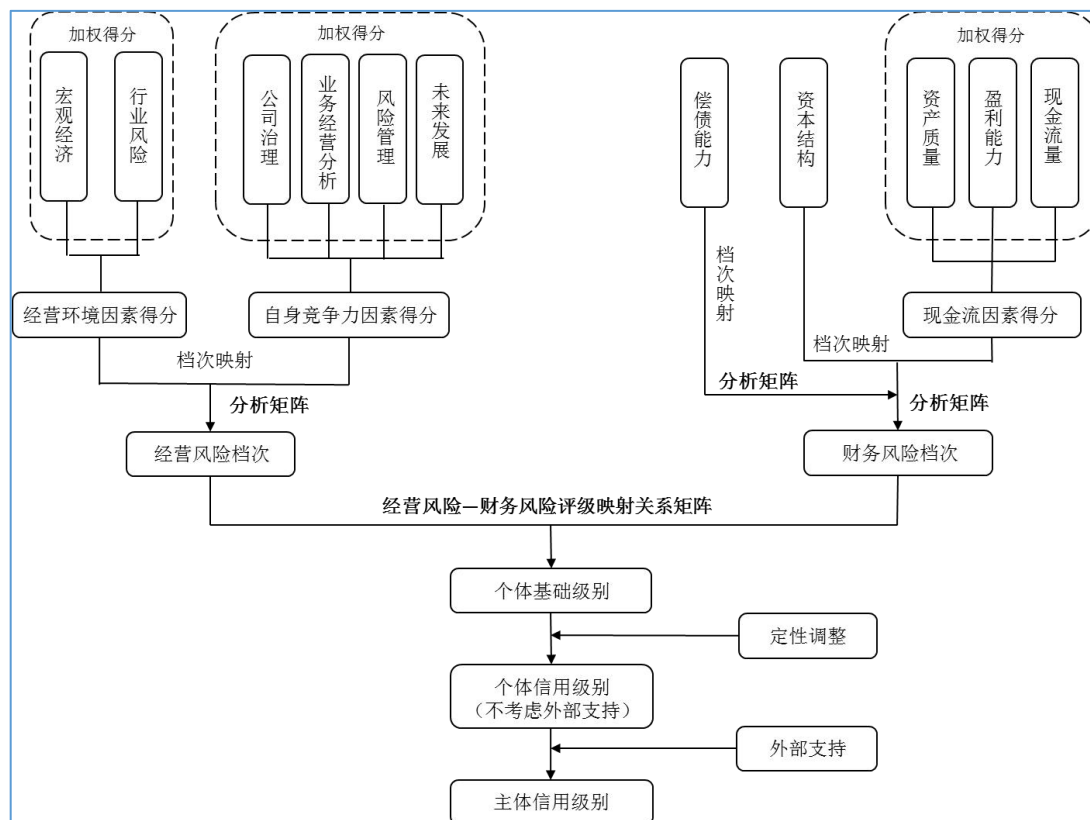 加权得分
加权得分
宏观经济
行业风险
公司治理
业务经营分析
风险管理
未来发展
偿债能力
资本结构
资产质量
盈利能力
现金流量
档次映射
经营环境因素得分
自身竞争力因素得分
现金流因素得分
档次映射
档次映射
分析矩阵
分析矩阵
分析矩阵
经营风险档次
财务风险档次
经营风险—财务风险评级映射关系矩阵
个体基础级别
定性调整
个体信用级别
（不考虑外部支持）
外部支持
主体信用级别